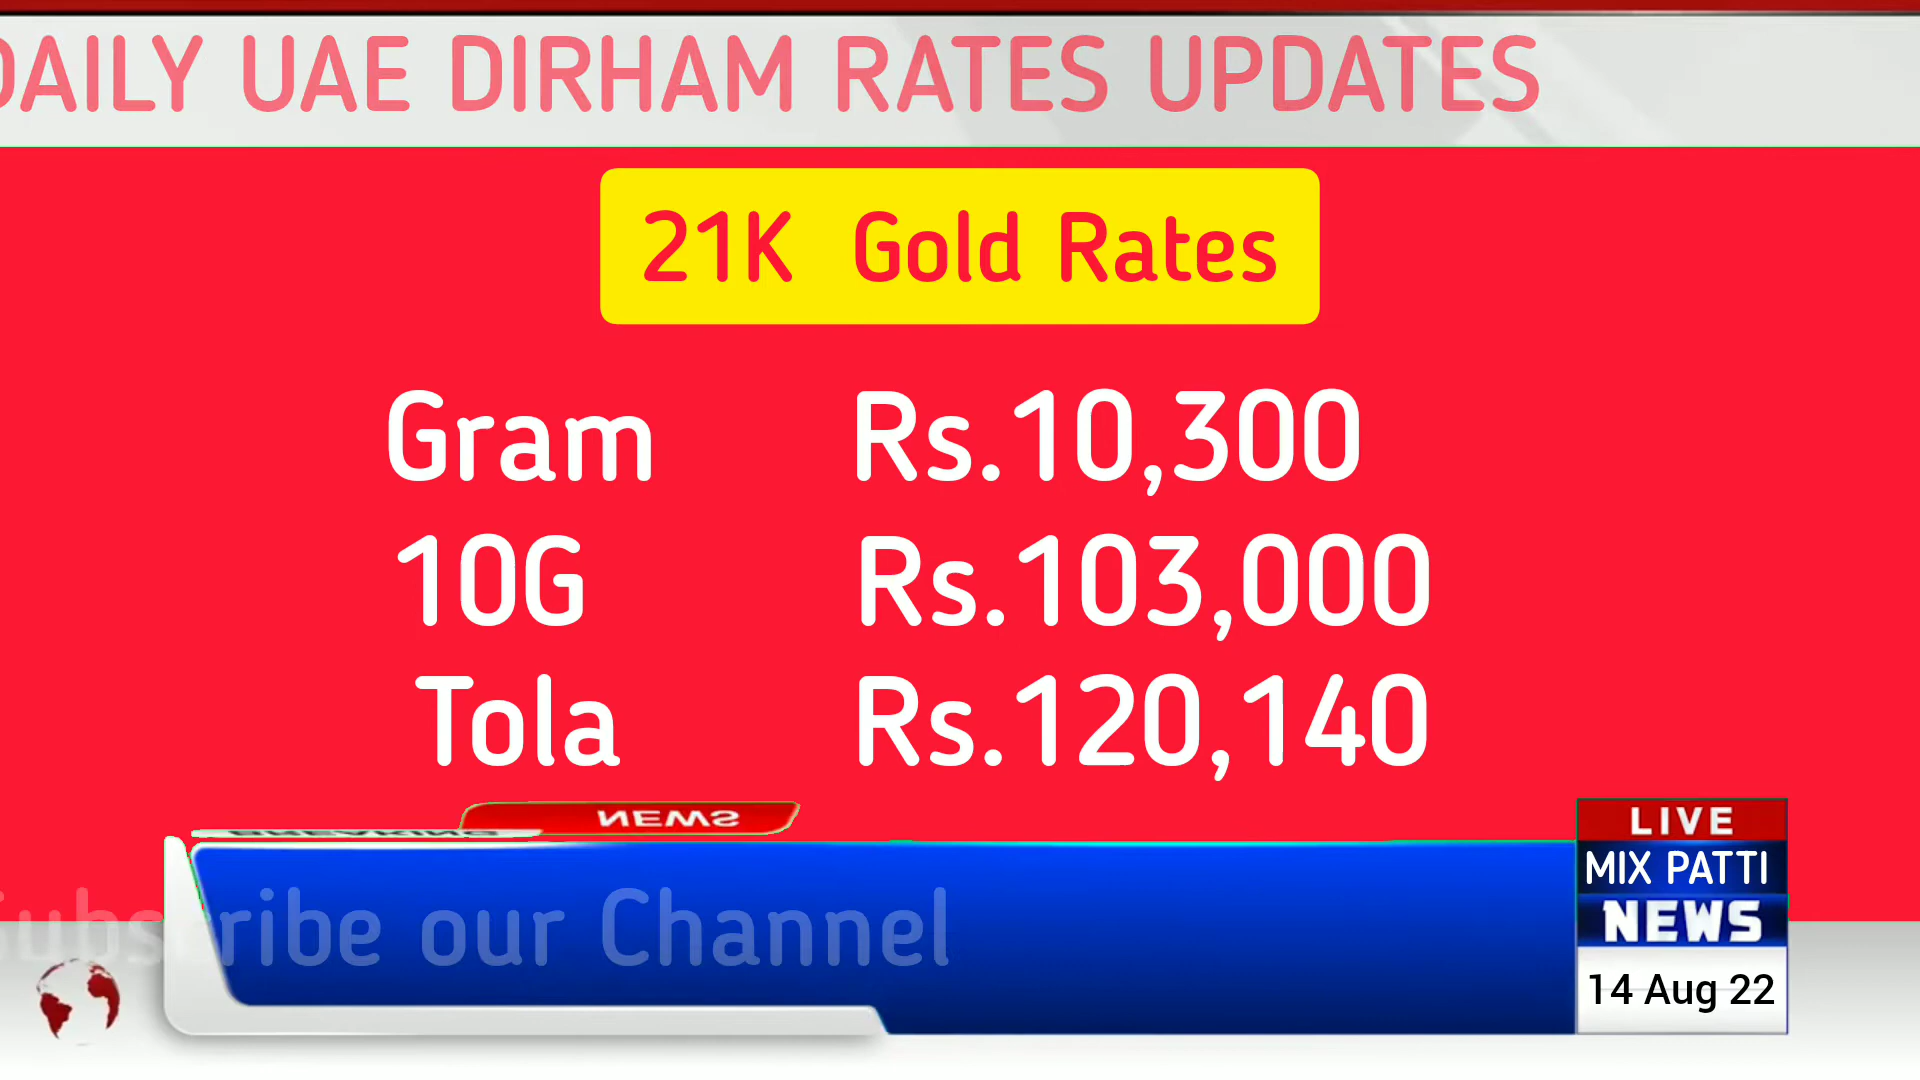 DAILY UAE DIRHAM RATES UPDATES
21K Gold Rates
Gram Rs.10,300
10G Rs.103,000
Tola Rs.120,140
BREAKING NEWS
Subscribe our Channel
LIVE
MIX PATTI
NEWS
14 Aug 22